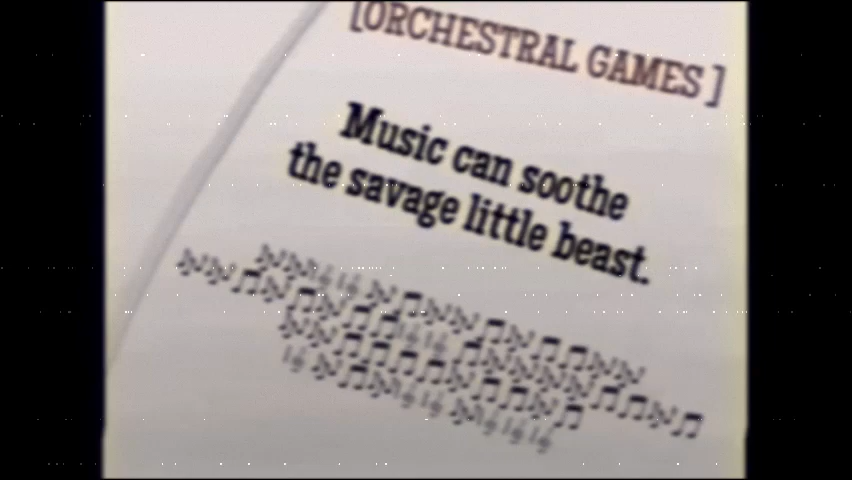 [ORCHESTRAL GAMES ]
Music can soothe
the savage little beast.